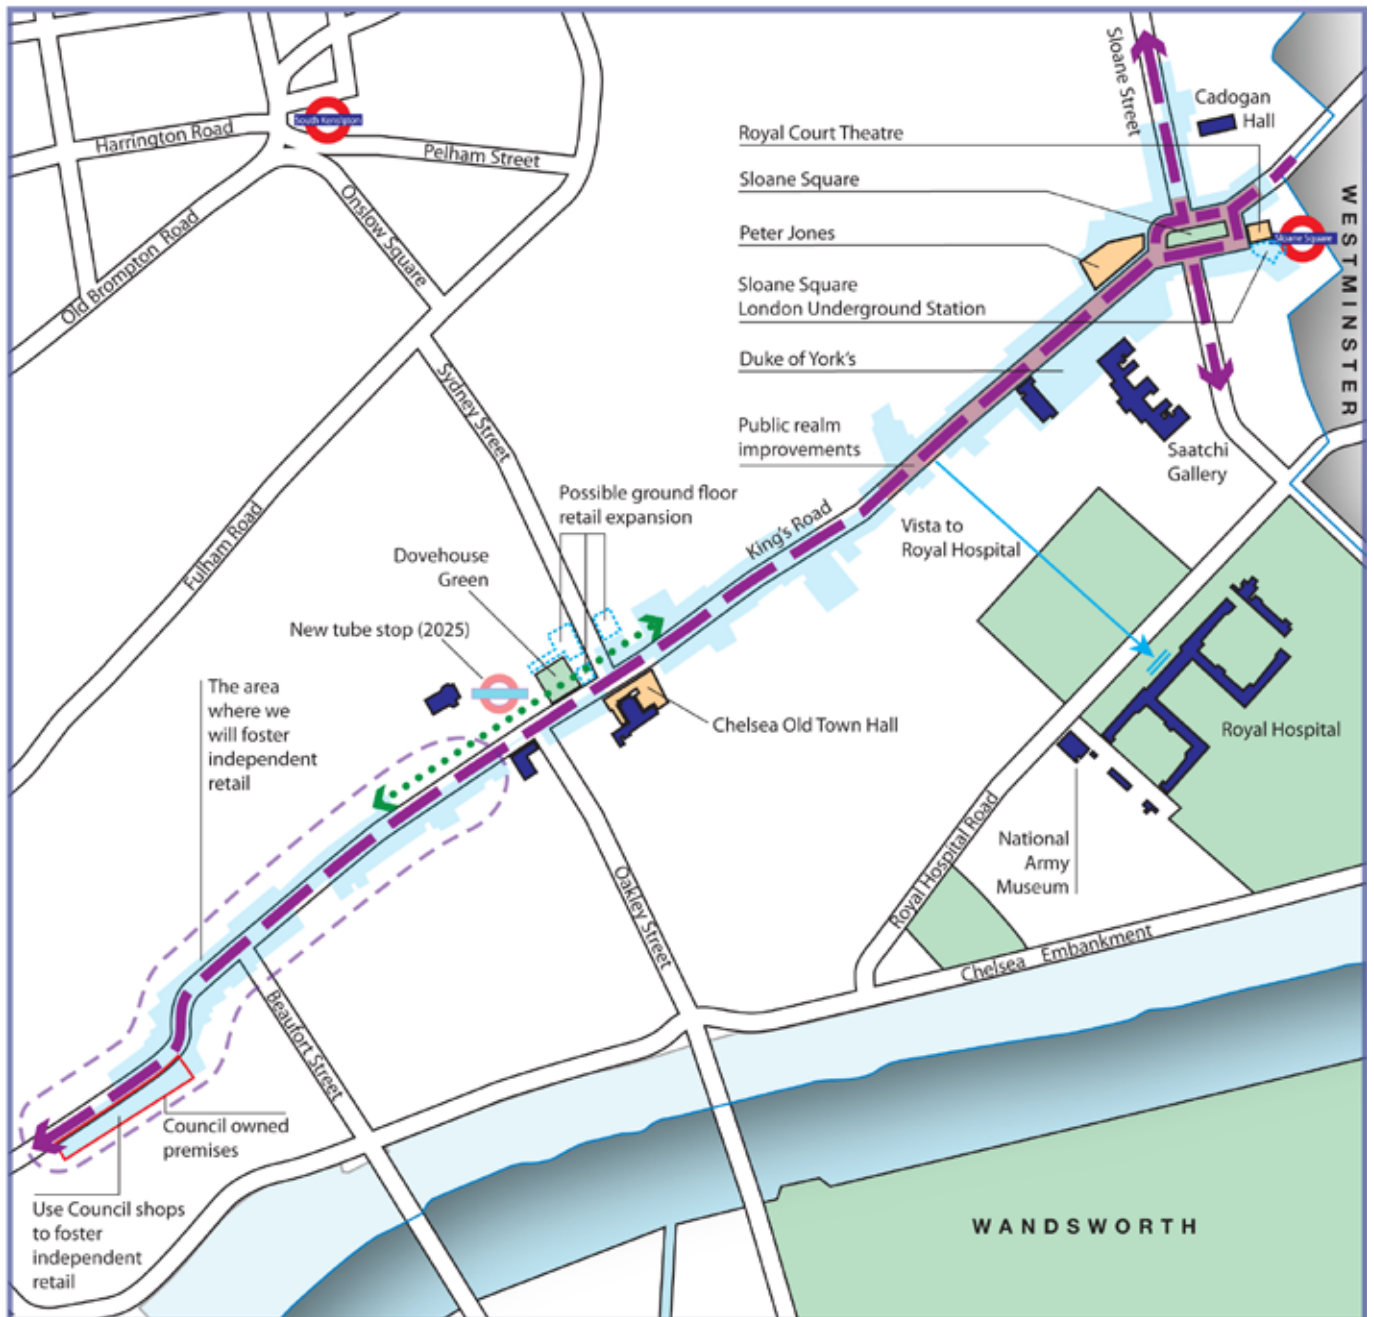 South Kensington
Harrington Road
Pelham Street
Onslow Square
Old Brompton Road
Sydney Street
Fulham Road
Sloane Street
Cadogan
Hall
Royal Court Theatre
Sloane Square
Peter Jones
Sloane Square
London Underground Station
Duke of York's
Public realm
improvements
Sloane Square
WESTMINSTER
Saatchi
Gallery
Possible ground floor
retail expansion
King's Road
Vista to
Royal Hospital
Dovehouse
Green
New tube stop (2025)
The area
where we
will foster
independent
retail
Chelsea Old Town Hall
Royal Hospital
Royal Hospital Road
National
Army
Museum
Oakley Street
Chelsea Embankment
Beaufort Street
Council owned
premises
Use Council shops
to foster
independent
retail
WANDSWORTH